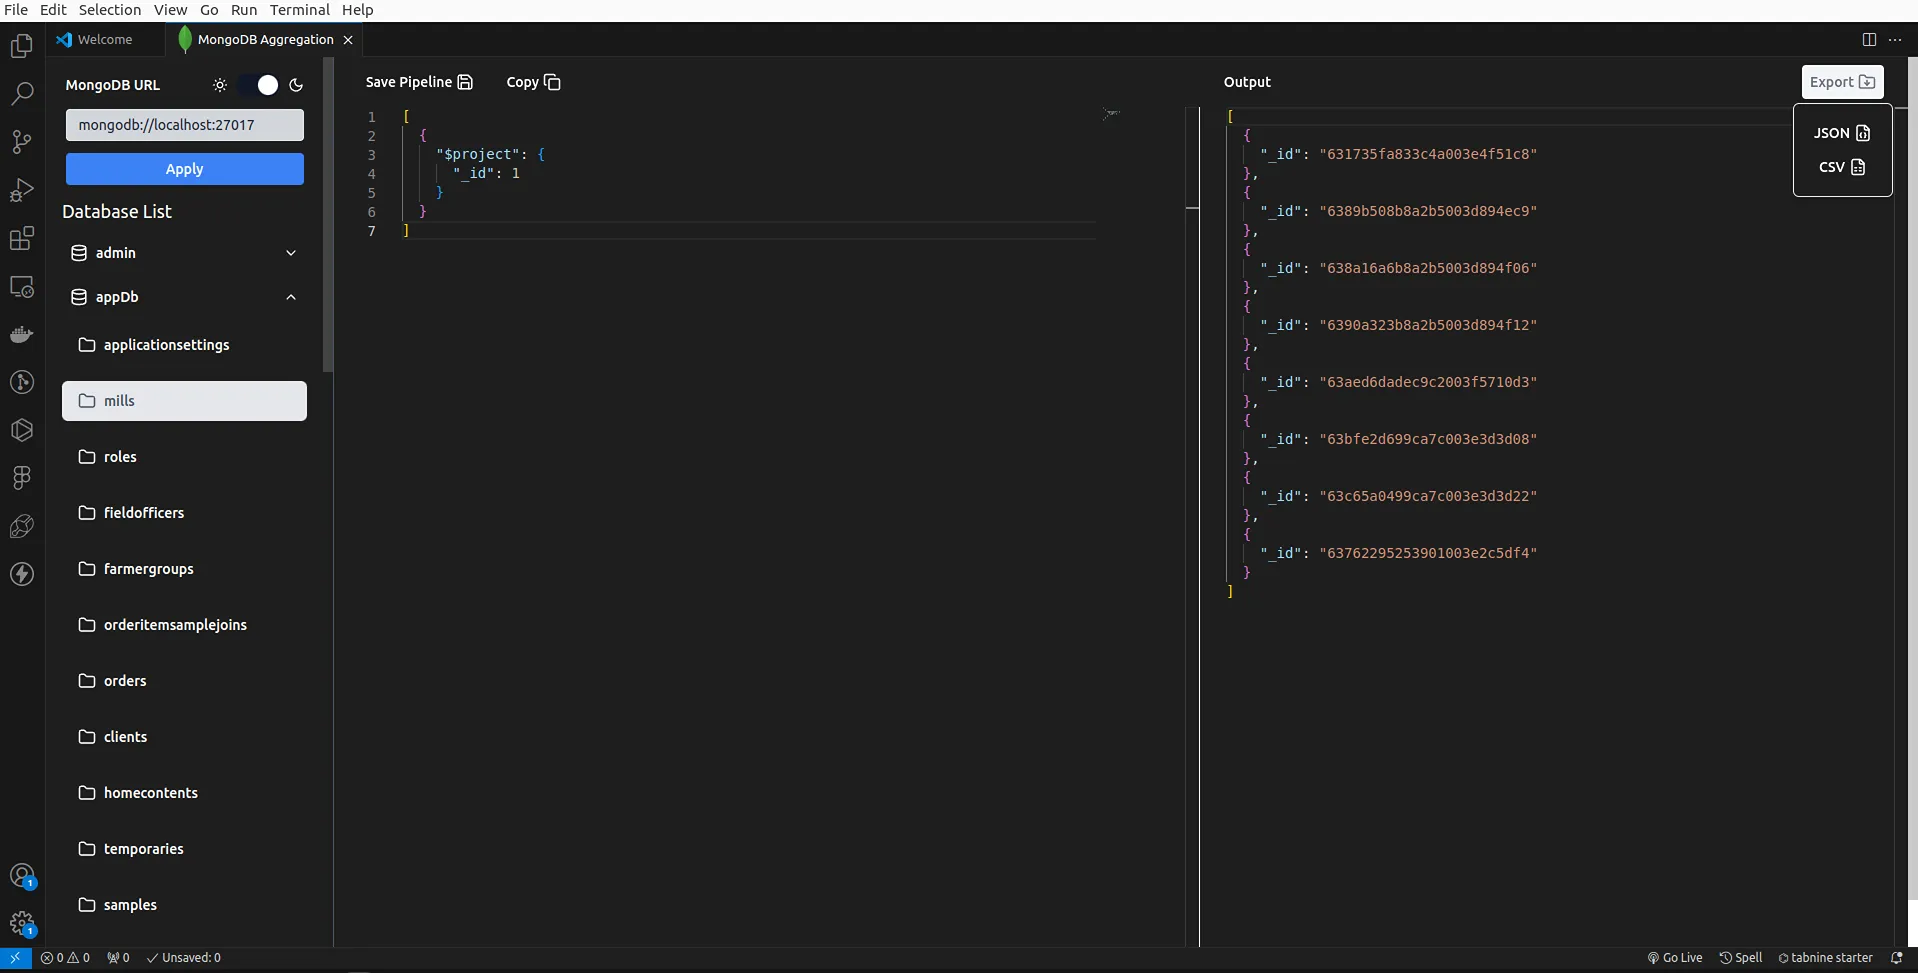 File Edit Selection View Go Run Terminal Help
Welcome
MongoDB Aggregation
MongoDB URL
mongodb://localhost:27017
Apply
Database List
admin
appDb
applicationsettings
mills
roles
fieldofficers
farmergroups
orderitemsamplejoins
orders
clients
homecontents
temporaries
samples
Save Pipeline
Copy
1 [
2 {
3 "$project": {
4 "_id": 1
5 }
6 }
7 ]
Output
Export
JSON
CSV
[
{
"_id": "631735fa833c4a003e4f51c8"
},
{
"_id": "6389b508b8a2b5003d894ec9"
},
{
"_id": "638a16a6b8a2b5003d894f06"
},
{
"_id": "6390a323b8a2b5003d894f12"
},
{
"_id": "63aed6dadec9c2003f5710d3"
},
{
"_id": "63bfe2d699ca7c003e3d3d08"
},
{
"_id": "63c65a0499ca7c003e3d3d22"
},
{
"_id": "63762295253901003e2c5df4"
}
]
1
1
0 0 0 Unsaved: 0
Go Live Spell tabnine starter